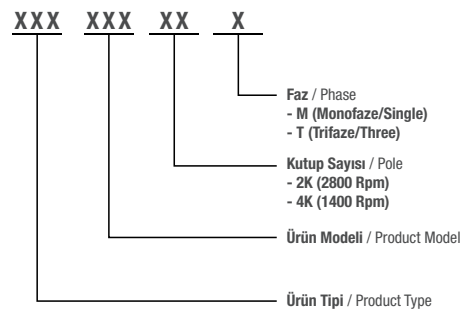 XXX XXX XX X
Faz / Phase
- M (Monofaze/Single)
- T (Trifaze/Three)
Kutup Sayısı / Pole
- 2K (2800 Rpm)
- 4K (1400 Rpm)
Ürün Modeli / Product Model
Ürün Tipi / Product Type